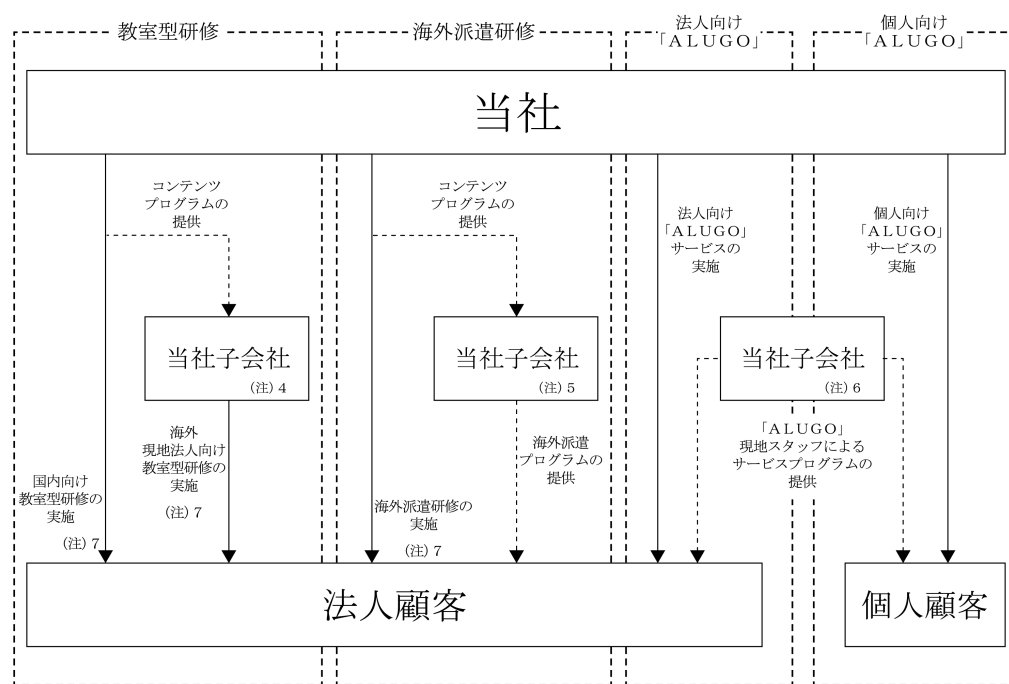 教室型研修
海外派遣研修
法人向け
「ALUGO」
個人向け
「ALUGO」
当社
コンテンツ
プログラムの
提供
コンテンツ
プログラムの
提供
法人向け
「ALUGO」
サービスの
実施
個人向け
「ALUGO」
サービスの
実施
当社子会社
(注) 4
当社子会社
(注) 5
当社子会社
(注) 6
国内向け
教室型研修の
実施
(注) 7
海外
現地法人向け
教室型研修の
実施
(注) 7
海外派遣研修の
実施
(注) 7
海外派遣
プログラムの
提供
「ALUGO」
現地スタッフによる
サービスプログラムの
提供
法人顧客
個人顧客